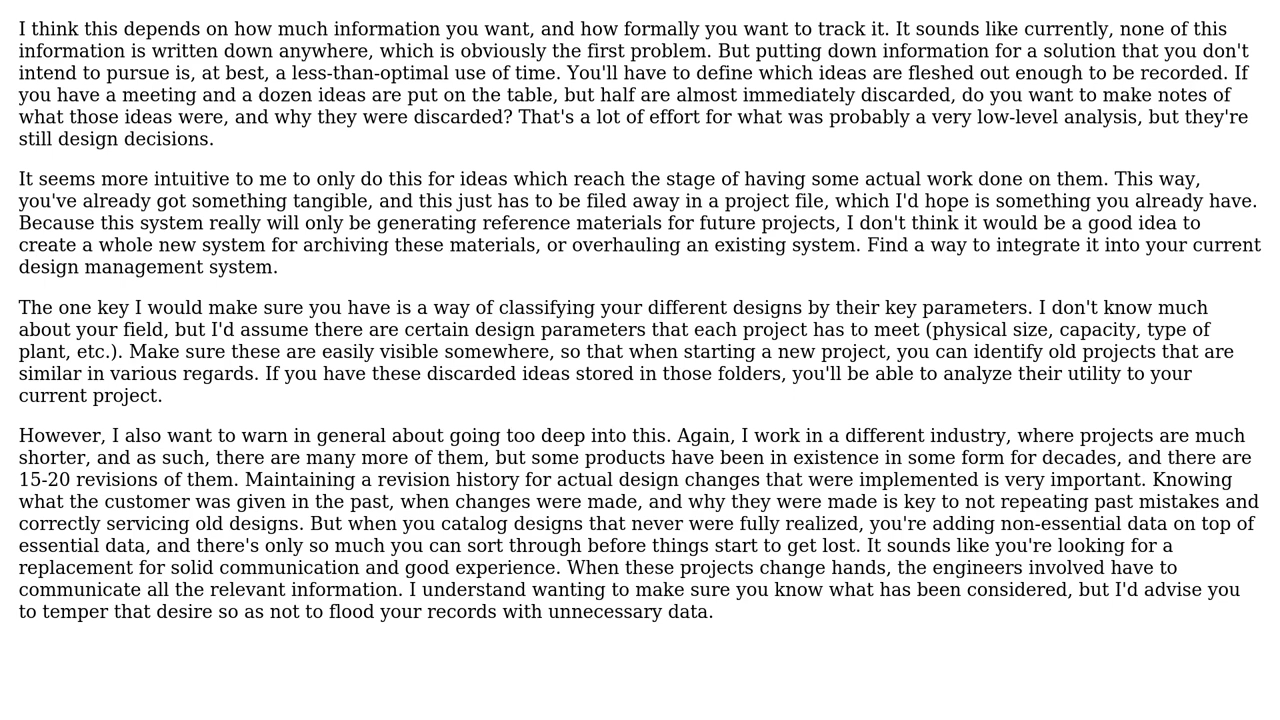 I think this depends on how much information you want, and how formally you want to track it. It sounds like currently, none of this
information is written down anywhere, which is obviously the first problem. But putting down information for a solution that you don't
intend to pursue is, at best, a less-than-optimal use of time. You'll have to define which ideas are fleshed out enough to be recorded. If
you have a meeting and a dozen ideas are put on the table, but half are almost immediately discarded, do you want to make notes of
what those ideas were, and why they were discarded? That's a lot of effort for what was probably a very low-level analysis, but they're
still design decisions.
It seems more intuitive to me to only do this for ideas which reach the stage of having some actual work done on them. This way,
you've already got something tangible, and this just has to be filed away in a project file, which I'd hope is something you already have.
Because this system really will only be generating reference materials for future projects, I don't think it would be a good idea to
create a whole new system for archiving these materials, or overhauling an existing system. Find a way to integrate it into your current
design management system.
The one key I would make sure you have is a way of classifying your different designs by their key parameters. I don't know much
about your field, but I'd assume there are certain design parameters that each project has to meet (physical size, capacity, type of
plant, etc.). Make sure these are easily visible somewhere, so that when starting a new project, you can identify old projects that are
similar in various regards. If you have these discarded ideas stored in those folders, you'll be able to analyze their utility to your
current project.
However, I also want to warn in general about going too deep into this. Again, I work in a different industry, where projects are much
shorter, and as such, there are many more of them, but some products have been in existence in some form for decades, and there are
15-20 revisions of them. Maintaining a revision history for actual design changes that were implemented is very important. Knowing
what the customer was given in the past, when changes were made, and why they were made is key to not repeating past mistakes and
correctly servicing old designs. But when you catalog designs that never were fully realized, you're adding non-essential data on top of
essential data, and there's only so much you can sort through before things start to get lost. It sounds like you're looking for a
replacement for solid communication and good experience. When these projects change hands, the engineers involved have to
communicate all the relevant information. I understand wanting to make sure you know what has been considered, but I'd advise you
to temper that desire so as not to flood your records with unnecessary data.